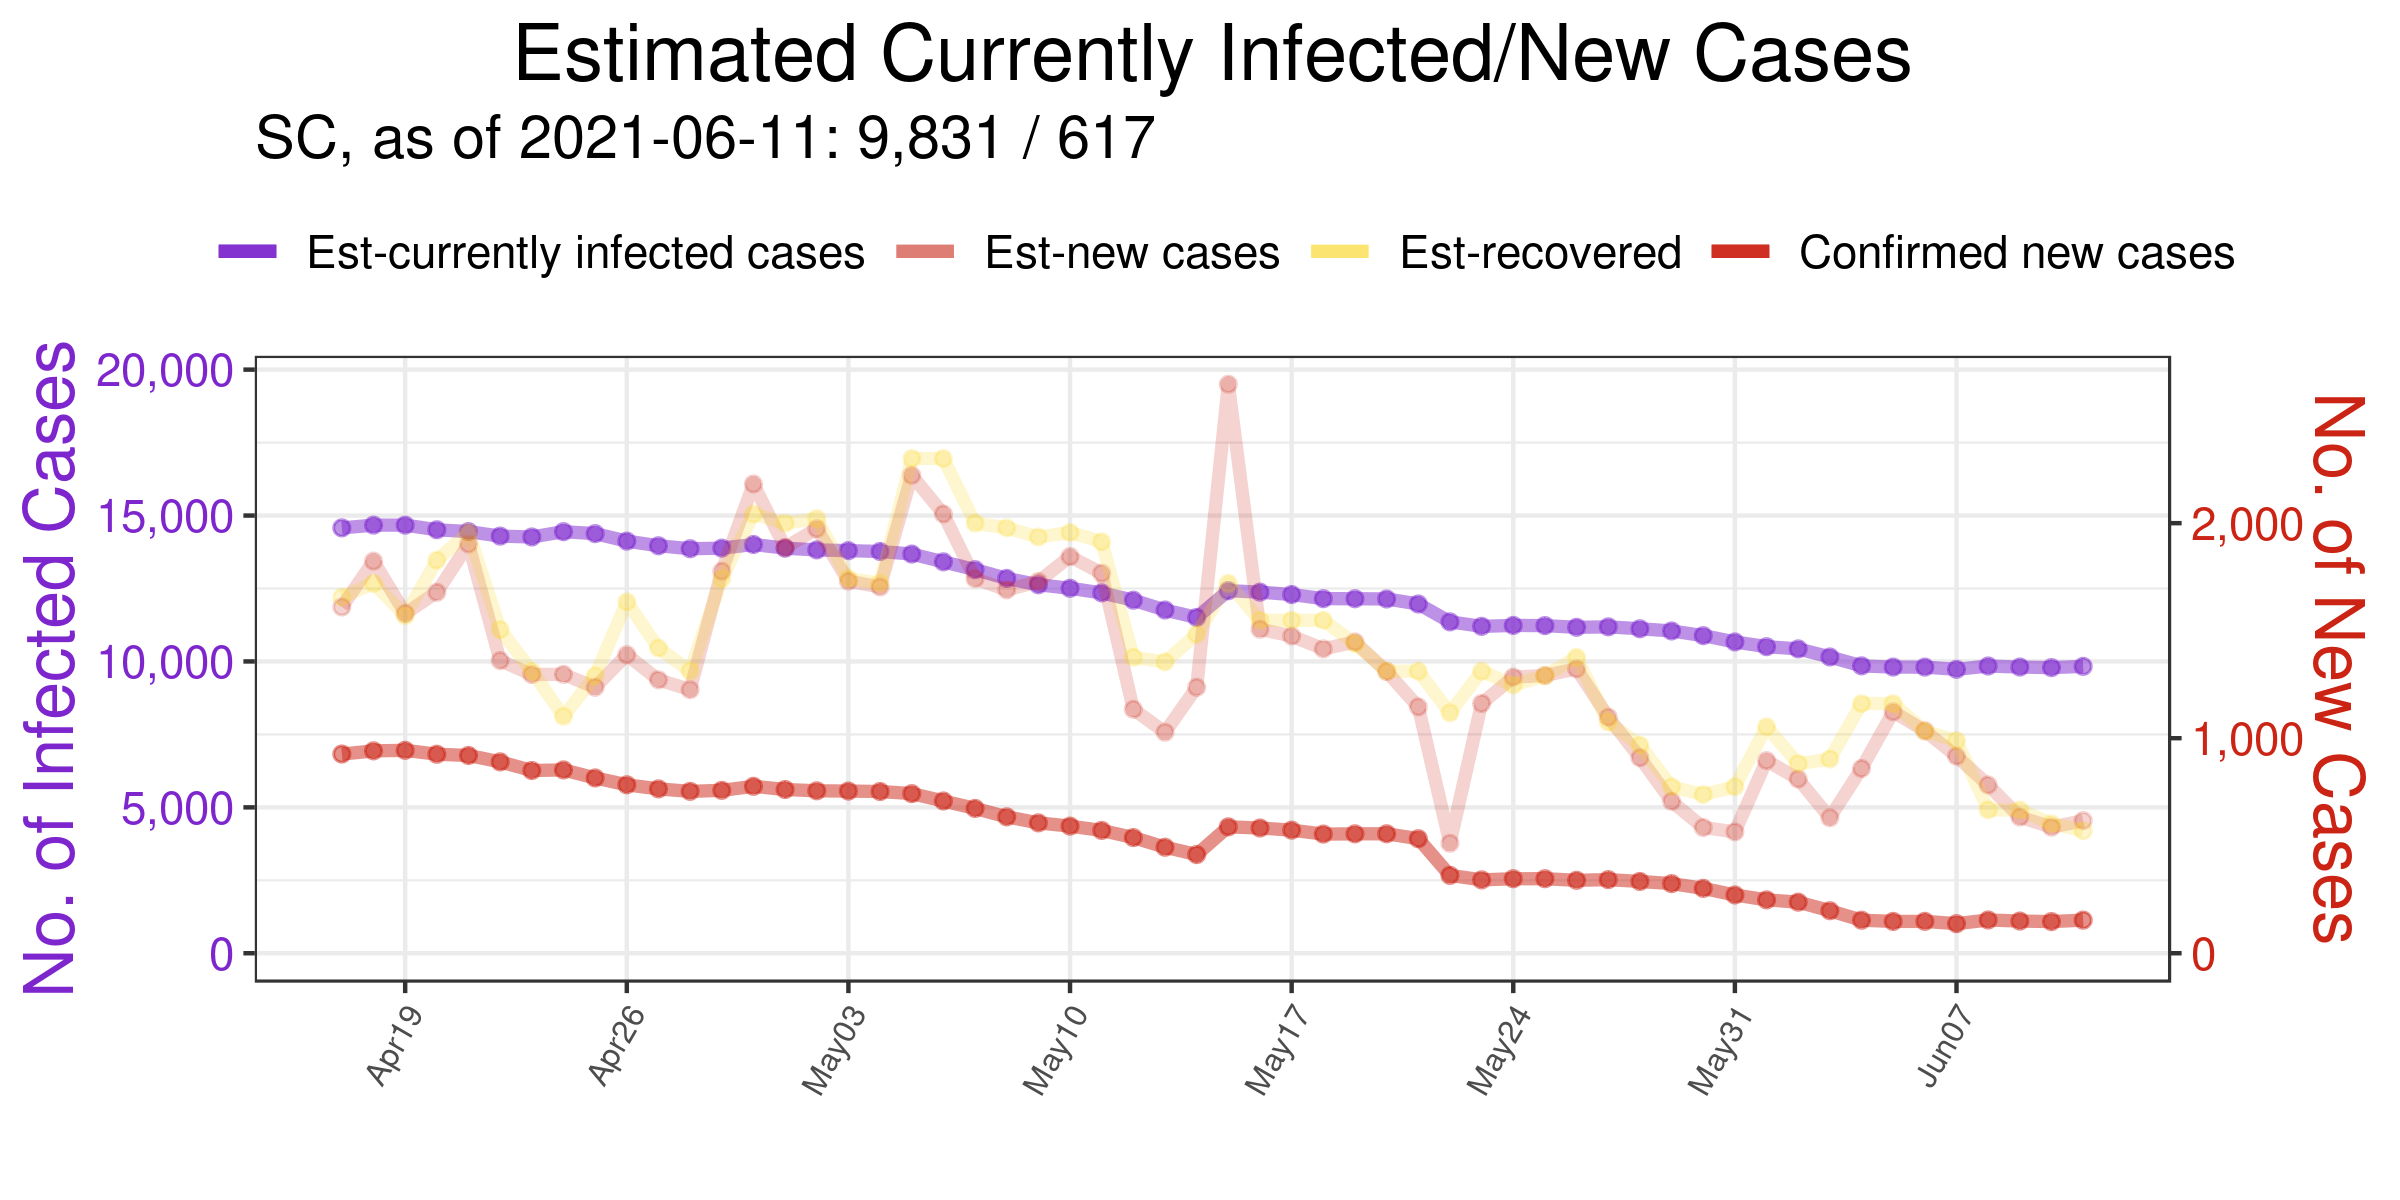 Estimated Currently Infected/New Cases
SC, as of 2021-06-11: 9,831 / 617
Est-currently infected cases Est-new cases Est-recovered Confirmed new cases
No. of Infected Cases
20,000
15,000
10,000
5,000
0
2,000
1,000
0
No. of New Cases
Apr19 Apr26 May03 May10 May17 May24 May31 Jun07